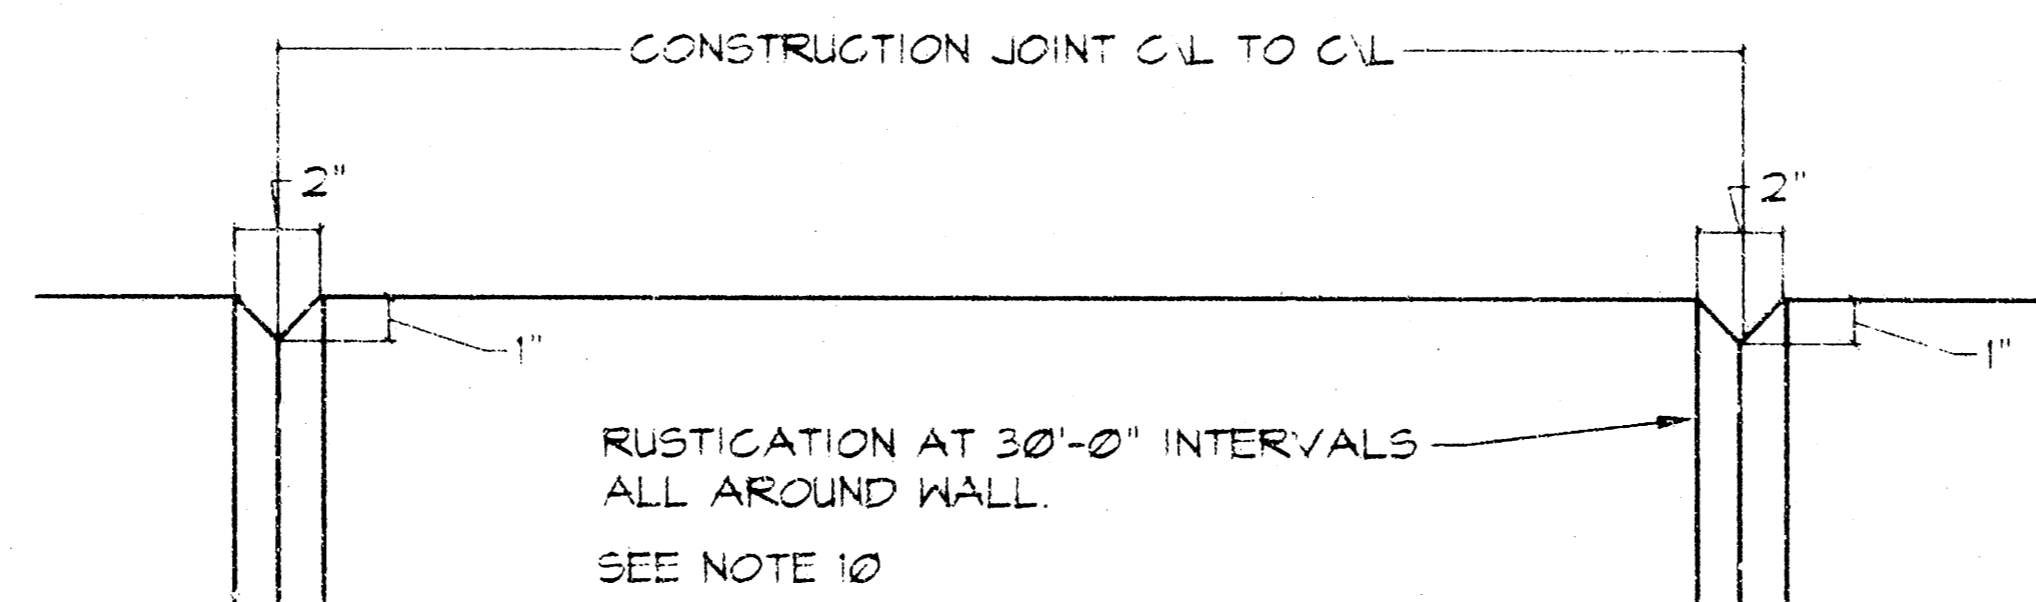 CONSTRUCTION JOINT C\L TO C\L
2"
2"
1"
1"
RUSTICATION AT 3Ø'-Ø" INTERVALS
ALL AROUND WALL.
SEE NOTE 1Ø